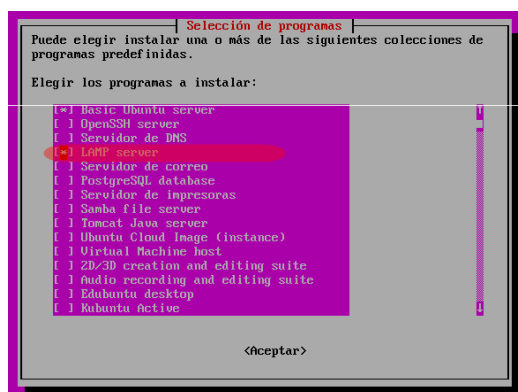 Selección de programas
Puede elegir instalar una o más de las siguientes colecciones de
programas predefinidas.
Elegir los programas a instalar:
[*] Basic Ubuntu server
[ ] OpenSSH server
[ ] Servidor de DNS
[*] LAMP server
[ ] Servidor de correo
[ ] PostgreSQL database
[ ] Servidor de impresoras
[ ] Samba file server
[ ] Tomcat Java server
[ ] Ubuntu Cloud Image (instance)
[ ] Virtual Machine host
[ ] 2D/3D creation and editing suite
[ ] Audio recording and editing suite
[ ] Edubuntu desktop
[ ] Kubuntu Active
<Aceptar>